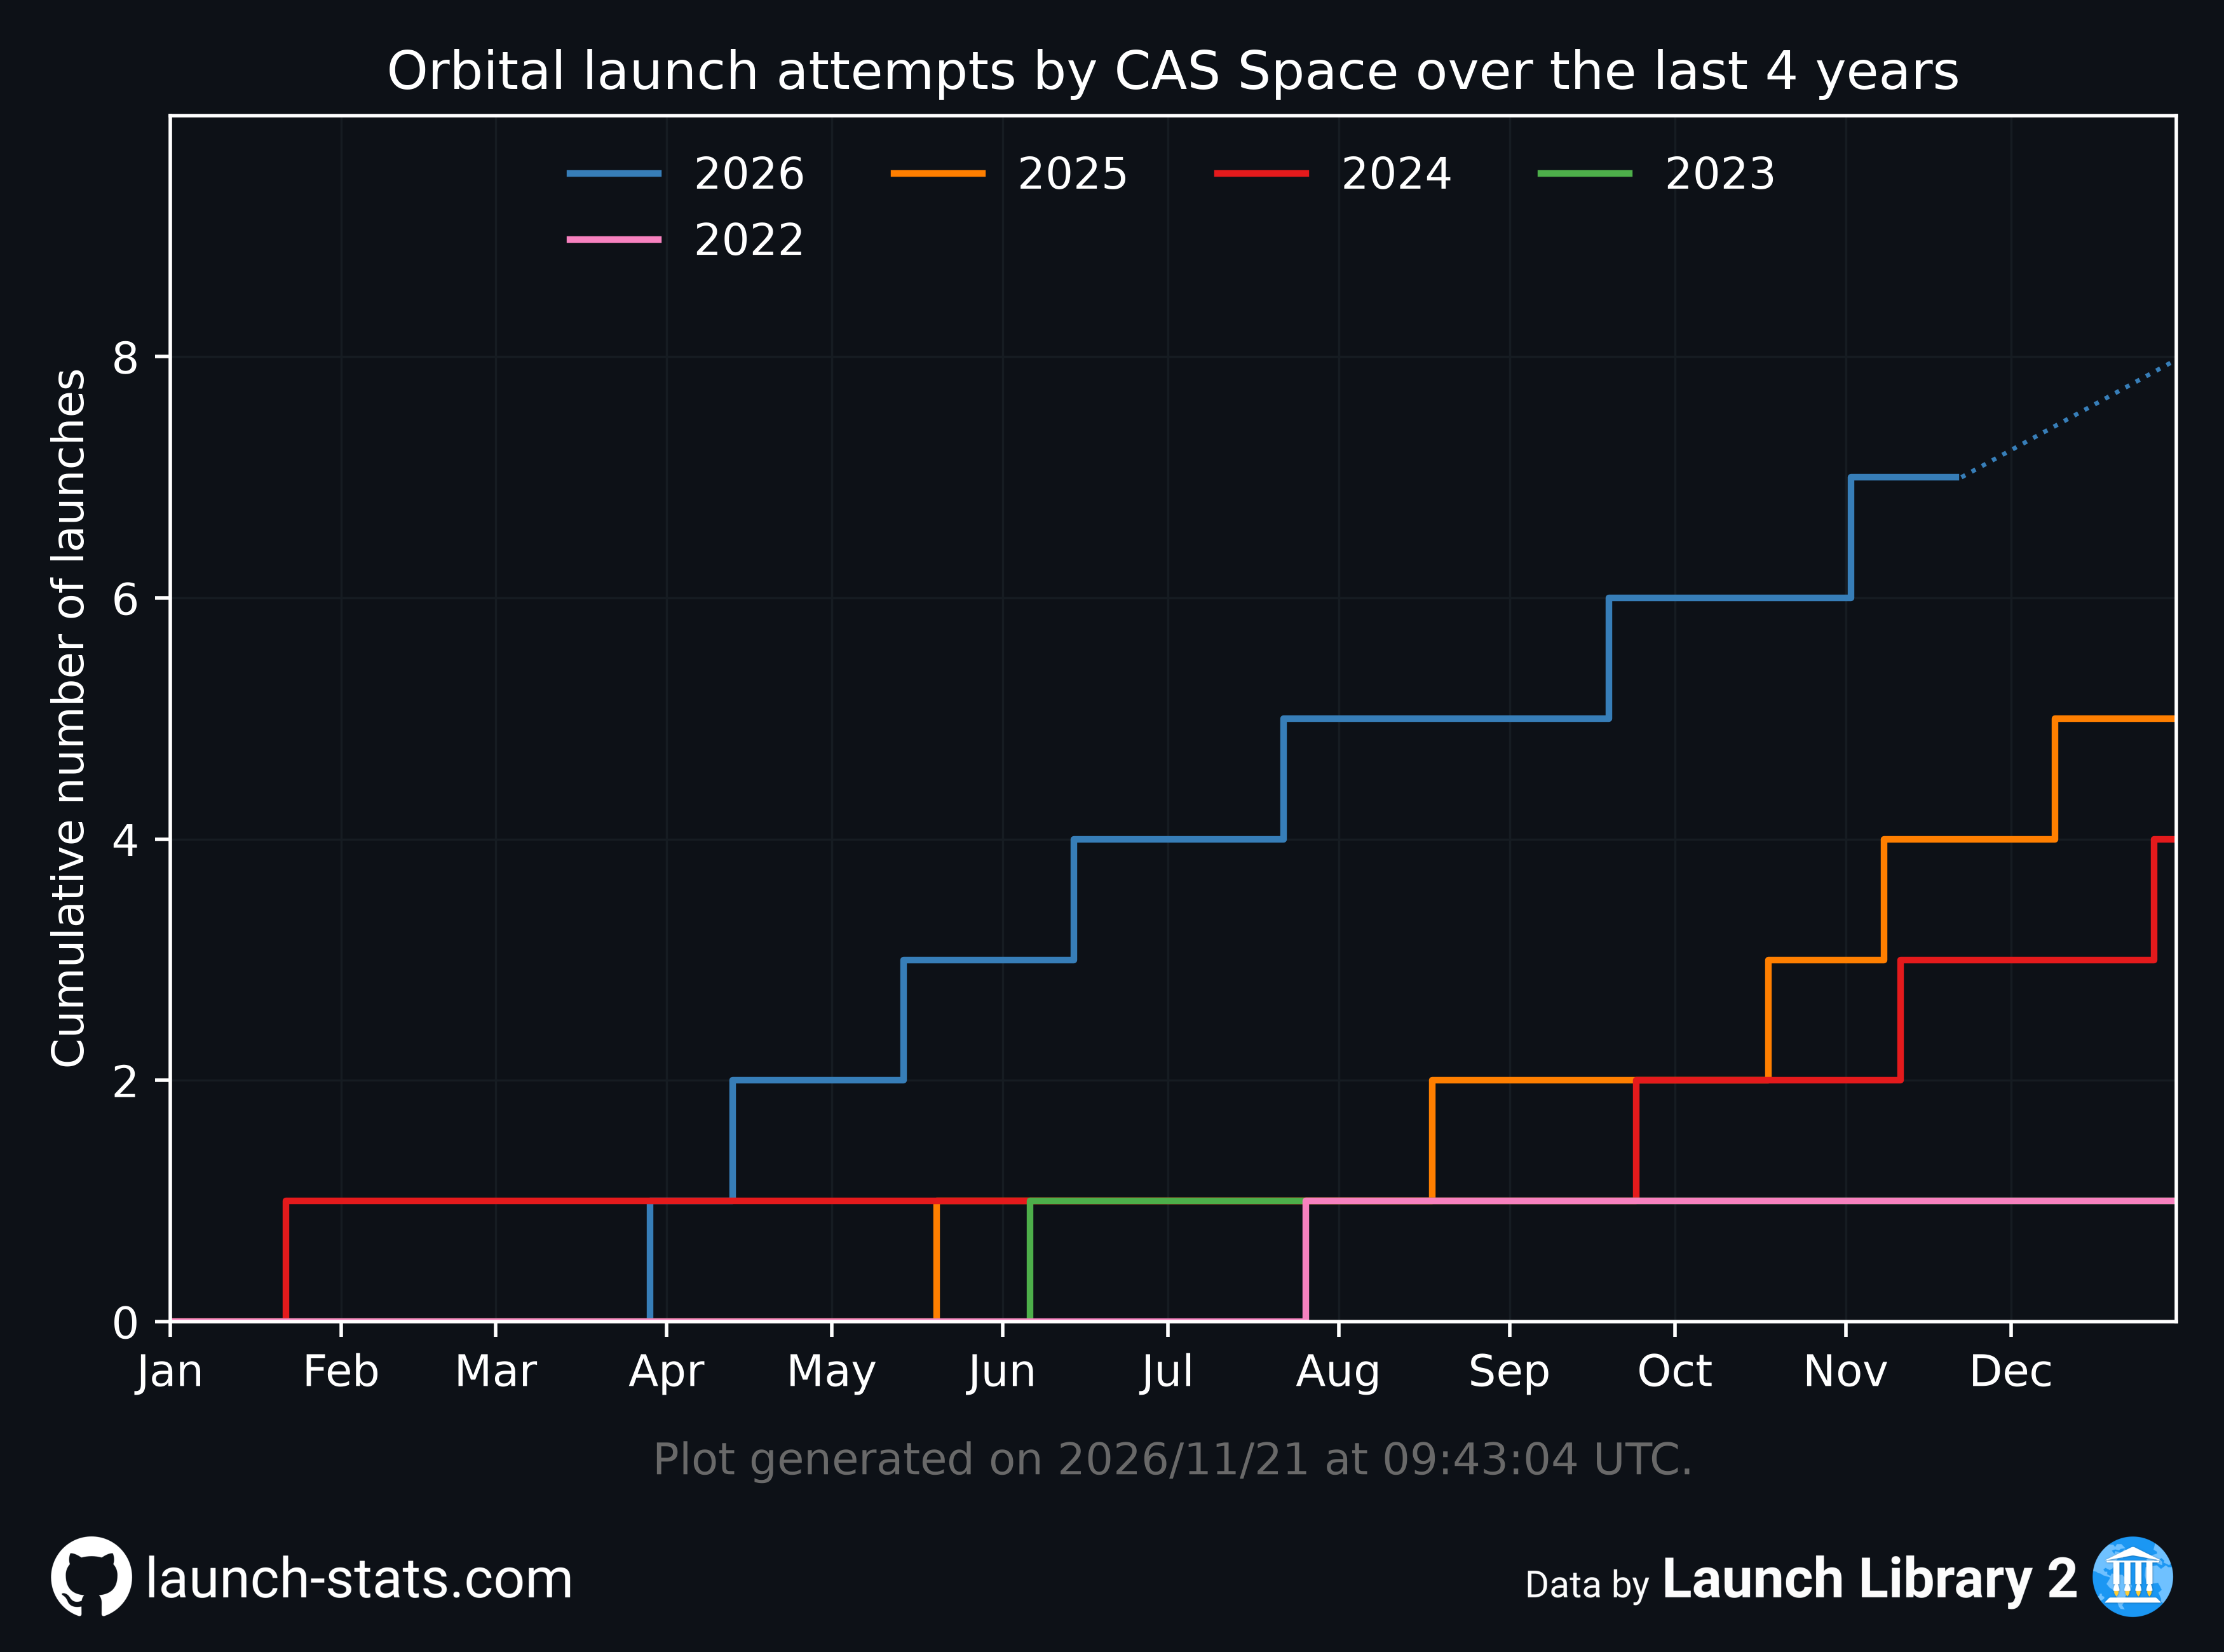 Orbital launch attempts by CAS Space over the last 4 years
2026 2025 2024 2023
2022
Cumulative number of launches
8
6
4
2
0
Jan Feb Mar Apr May Jun Jul Aug Sep Oct Nov Dec
Plot generated on 2026/11/21 at 09:43:04 UTC.
launch-stats.com
Data by Launch Library 2